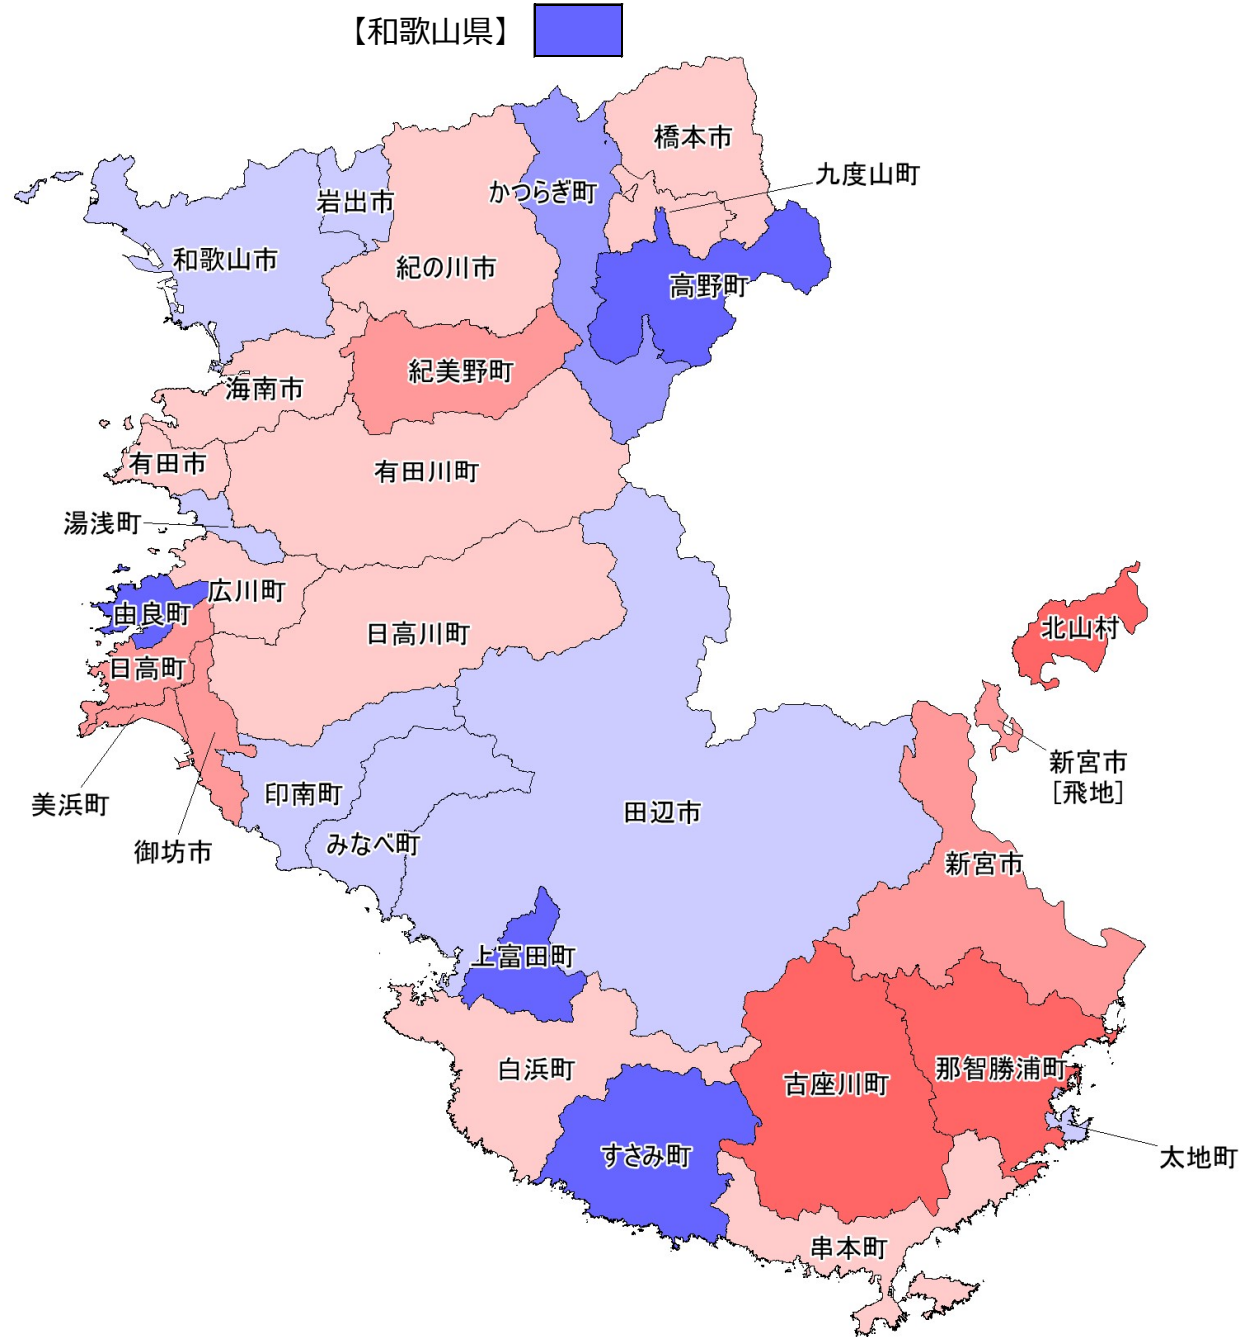 【和歌山県】
橋本市
九度山町
かつらぎ町
岩出市
和歌山市
紀の川市
高野町
紀美野町
海南市
有田市
有田川町
湯浅町
広川町
由良町
日高川町
北山村
日高町
新宮市
[飛地]
美浜町
印南町
田辺市
御坊市
みなべ町
新宮市
上富田町
白浜町
古座川町
那智勝浦町
すさみ町
太地町
串本町